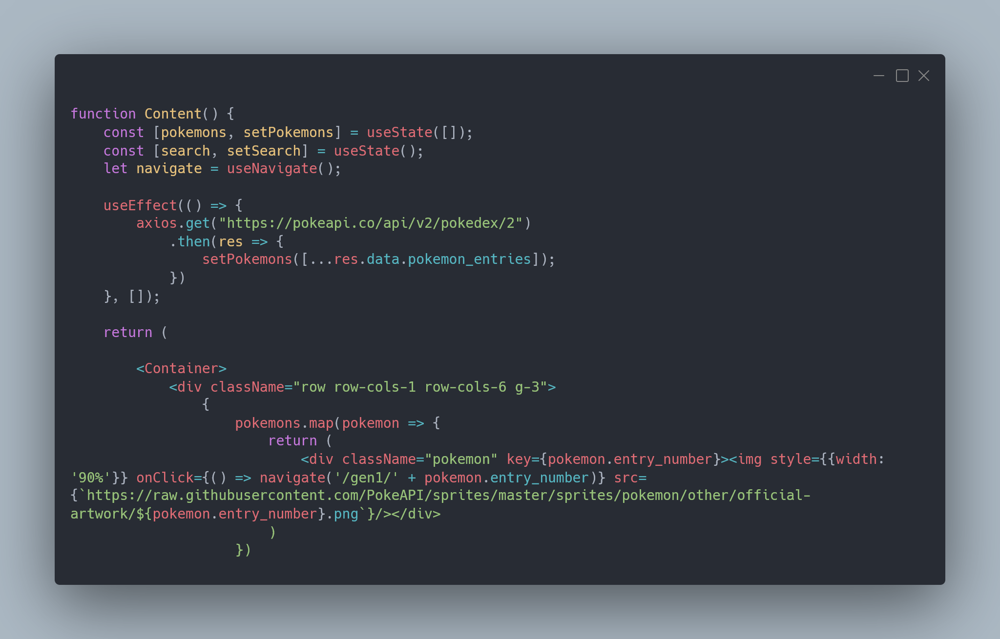 function Content() {
    const [pokemons, setPokemons] = useState([]);
    const [search, setSearch] = useState();
    let navigate = useNavigate();

    useEffect(() => {
        axios.get("https://pokeapi.co/api/v2/pokedex/2")
            .then(res => {
                setPokemons([...res.data.pokemon_entries]);
            })
    }, []);

    return (

        <Container>
            <div className="row row-cols-1 row-cols-6 g-3">
                {
                    pokemons.map(pokemon => {
                        return (
                            <div className="pokemon" key={pokemon.entry_number}><img style={{width:
'90%'}} onClick={() => navigate('/gen1/' + pokemon.entry_number)} src=
{`https://raw.githubusercontent.com/PokeAPI/sprites/master/sprites/pokemon/other/official-
artwork/${pokemon.entry_number}.png`}/></div>
                        )
                    })